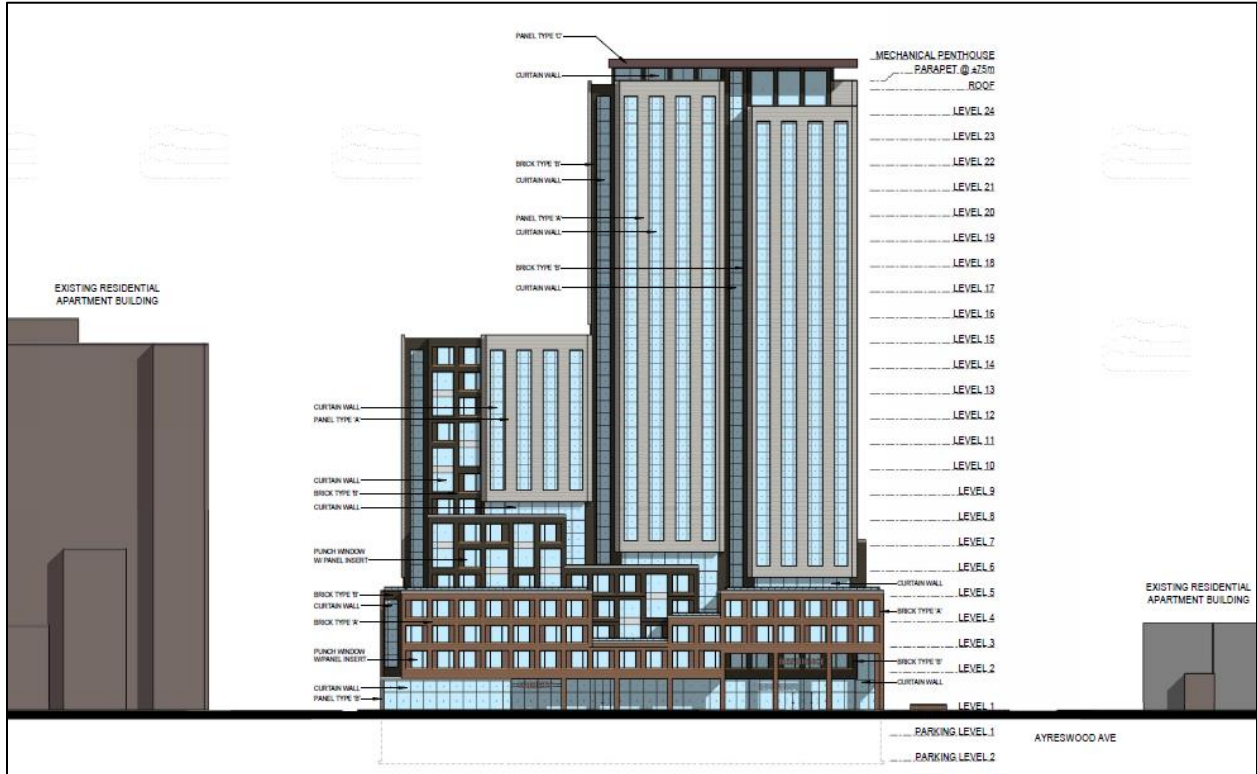 PANEL TYPE 'C'
CURTAIN WALL
BRICK TYPE 'B'
CURTAIN WALL
PANEL TYPE 'A'
CURTAIN WALL
BRICK TYPE 'B'
CURTAIN WALL
EXISTING RESIDENTIAL
APARTMENT BUILDING
CURTAIN WALL
PANEL TYPE 'A'
CURTAIN WALL
BRICK TYPE 'B'
CURTAIN WALL
PUNCH WINDOW
W/ PANEL INSERT
BRICK TYPE 'B'
CURTAIN WALL
BRICK TYPE 'A'
PUNCH WINDOW
W/PANEL INSERT
CURTAIN WALL
PANEL TYPE 'B'
MECHANICAL PENTHOUSE
PARAPET @ ±75m
ROOF
LEVEL 24
LEVEL 23
LEVEL 22
LEVEL 21
LEVEL 20
LEVEL 19
LEVEL 18
LEVEL 17
LEVEL 16
LEVEL 15
LEVEL 14
LEVEL 13
LEVEL 12
LEVEL 11
LEVEL 10
LEVEL 9
LEVEL 8
LEVEL 7
LEVEL 6
CURTAIN WALL
LEVEL 5
BRICK TYPE 'A'
LEVEL 4
LEVEL 3
BRICK TYPE 'B'
LEVEL 2
CURTAIN WALL
LEVEL 1
PARKING LEVEL 1
PARKING LEVEL 2
EXISTING RESIDENTIAL
APARTMENT BUILDING
AYRESWOOD AVE